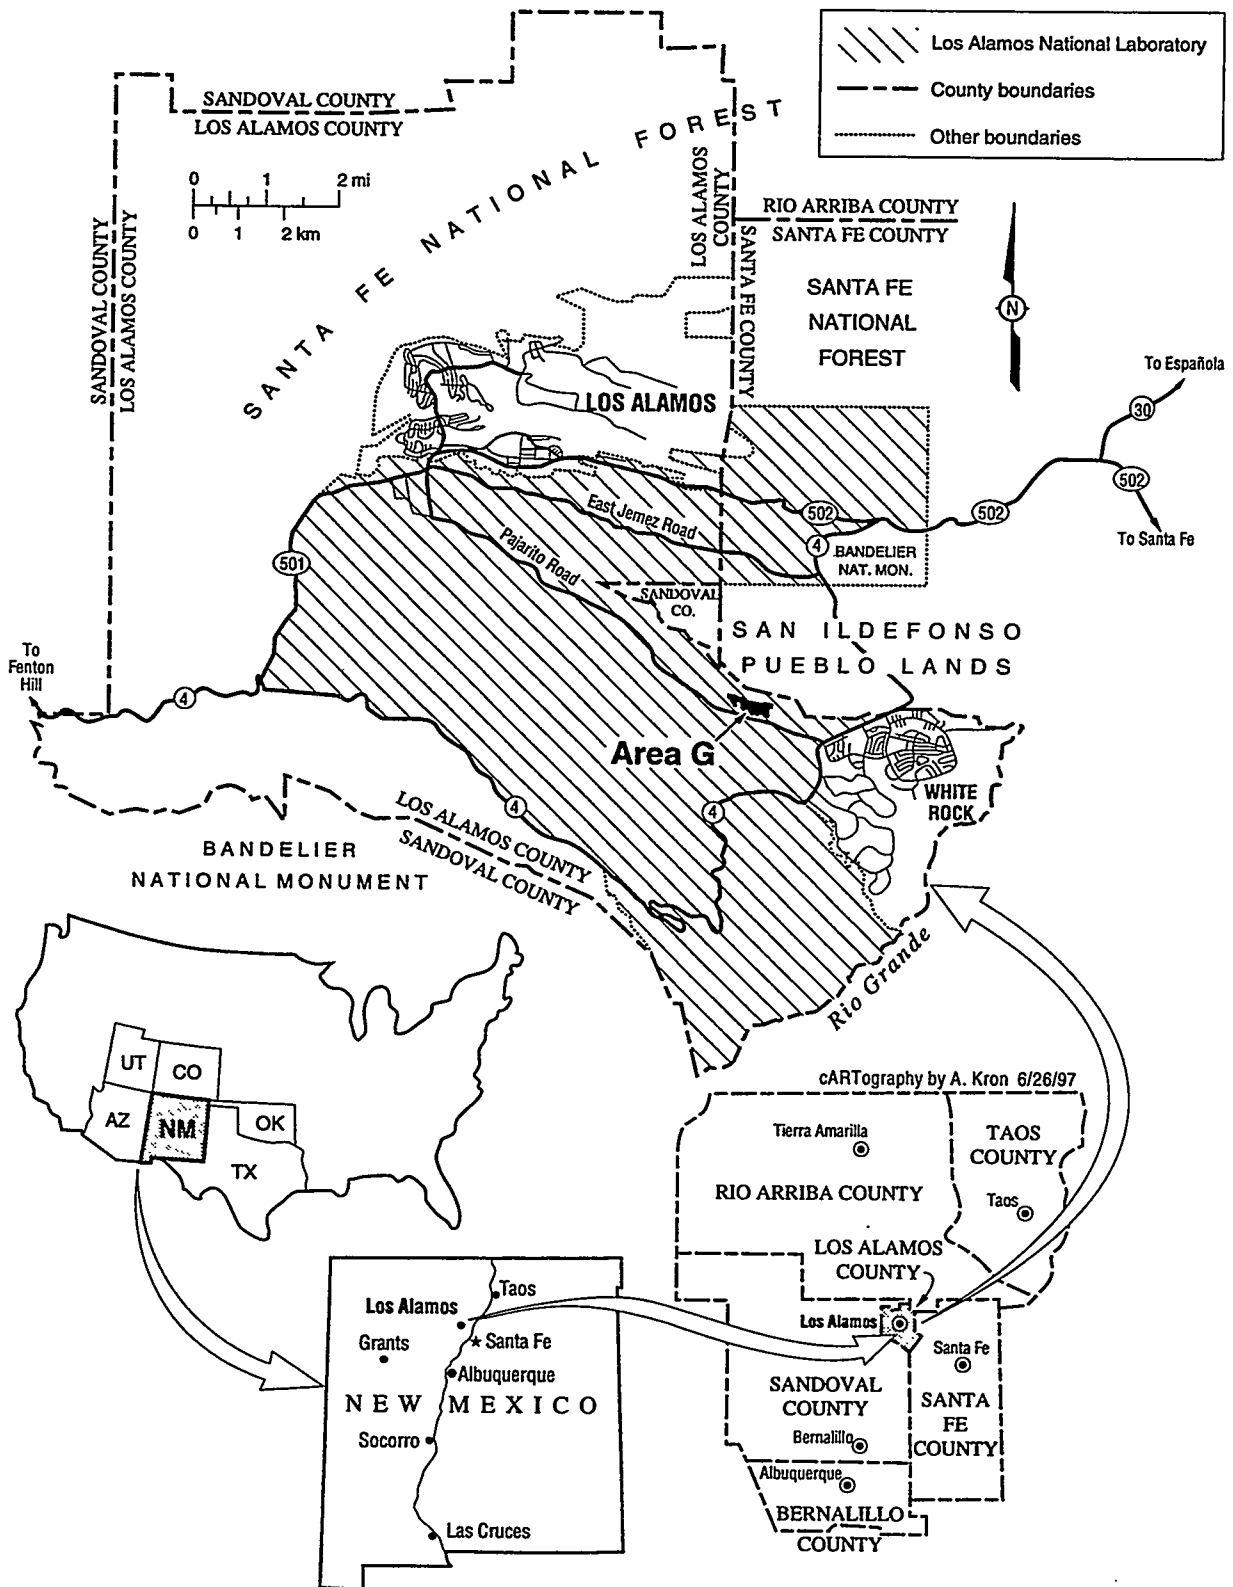 Los Alamos National Laboratory
County boundaries
Other boundaries
SANDOVAL COUNTY
LOS ALAMOS COUNTY
0 1 2 mi
0 1 2 km
SANTA FE NATIONAL FOREST
SANDOVAL COUNTY
LOS ALAMOS COUNTY
LOS ALAMOS
COUNTY
SANTA FE COUNTY
RIO ARRIBA COUNTY
SANTA FE COUNTY
SANTA FE
NATIONAL
FOREST
N
To Española
30
502
To Santa Fe
502
502
LOS ALAMOS
East Jemez Road
Pajarito Road
4
BANDELIER
NAT. MON.
501
SANDOVAL
CO.
SAN ILDEFONSO
PUEBLO LANDS
To
Fenton
Hill
4
Area G
WHITE
ROCK
4
4
LOS ALAMOS COUNTY
SANDOVAL COUNTY
BANDELIER
NATIONAL MONUMENT
Rio Grande
UT
CO
AZ
NM
OK
TX
cARTography by A. Kron 6/26/97
Tierra Amarilla
TAOS
COUNTY
RIO ARRIBA COUNTY
Taos
LOS ALAMOS
COUNTY
Los Alamos
Santa Fe
SANDOVAL
COUNTY
SANTA
FE
COUNTY
Bernalillo
Albuquerque
BERNALILLO
COUNTY
Taos
Los Alamos
Grants
Santa Fe
Albuquerque
NEW MEXICO
Socorro
Las Cruces